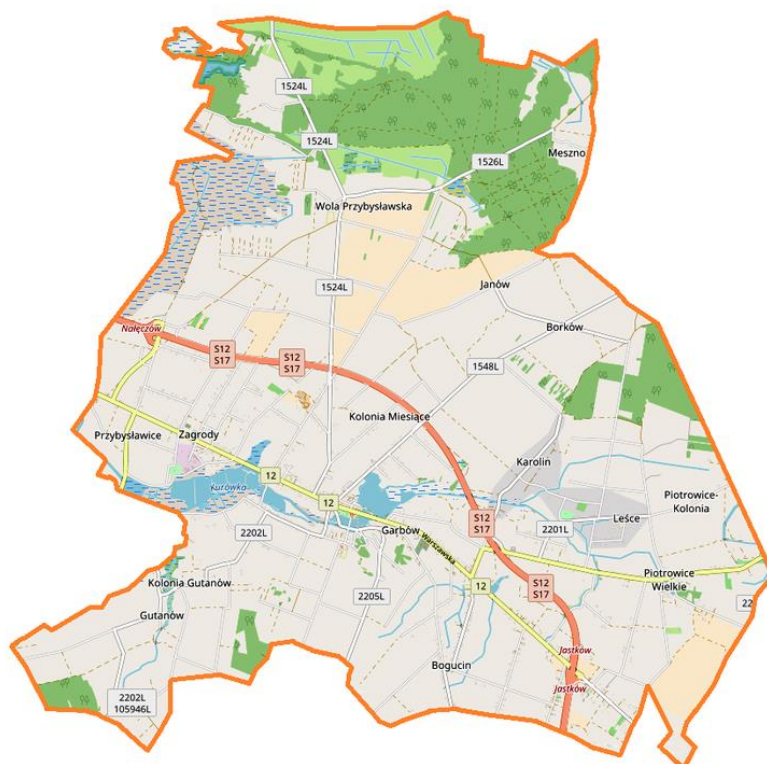 1524L
1524L
Meszno
1526L
Wola Przybysławska
Janów
1524L
Nałęczów
Borków
S12
S17
S12
S17
1548L
Kolonia Miesiące
Przybysławice
Zagrody
Karolin
12
Kurówka
12
Piotrowice-
Kolonia
Leśce
S12
S17
2201L
2202L
Garbów
Warszawska
Kolonia Gutanów
12
S12
S17
Piotrowice
Wielkie
2205L
22
Gutanów
Jastków
Bogucin
Jastków
2202L
105946L